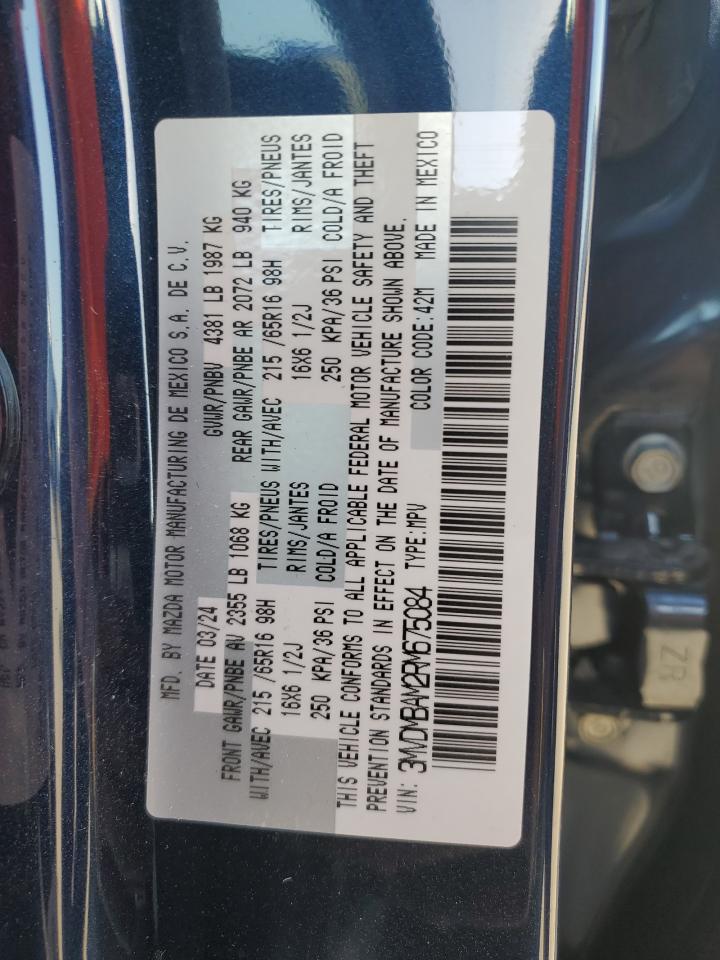 MFD. BY MAZDA MOTOR MANUFACTURING DE MEXICO S.A. DE C.V.
DATE 03/24 GVWR/PNBV 4381 LB 1987 KG
FRONT GAWR/PNBE AV 2355 LB 1068 KG REAR GAWR/PNBE AR 2072 LB 940 KG
WITH/AVEC 215 /65R16 98H TIRES/PNEUS WITH/AVEC 215 /65R16 98H TIRES/PNEUS
16X6 1/2J RIMS/JANTES 16X6 1/2J RIMS/JANTES
250 KPA/36 PSI COLD/A FROID 250 KPA/36 PSI COLD/A FROID
THIS VEHICLE CONFORMS TO ALL APPLICABLE FEDERAL MOTOR VEHICLE SAFETY AND THEFT
PREVENTION STANDARDS IN EFFECT ON THE DATE OF MANUFACTURE SHOWN ABOVE.
VIN: 3MVDMBAM2RM675084 TYPE:MPV COLOR CODE:42M MADE IN MEXICO
ZR